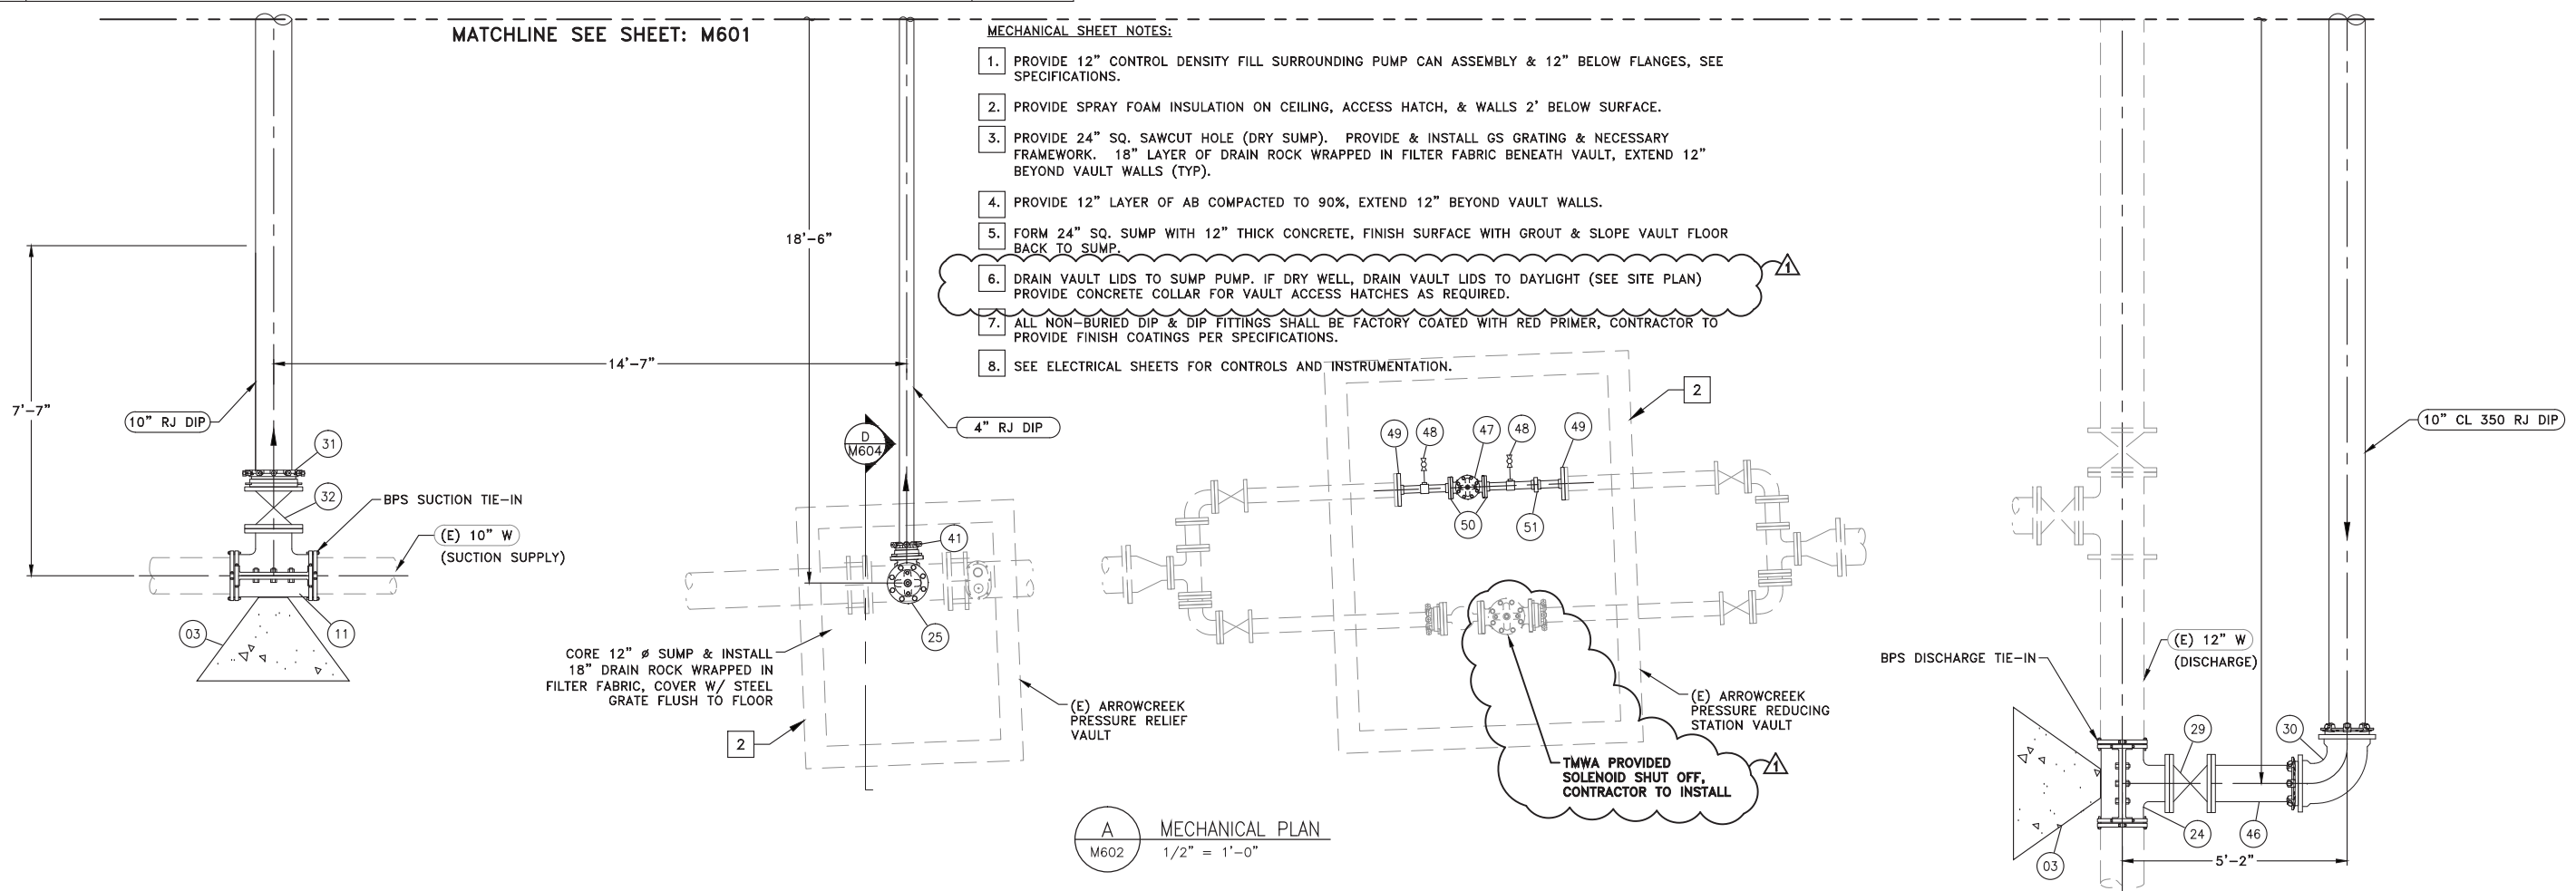 MATCHLINE SEE SHEET: M601
MECHANICAL SHEET NOTES:
1. PROVIDE 12" CONTROL DENSITY FILL SURROUNDING PUMP CAN ASSEMBLY & 12" BELOW FLANGES, SEE
SPECIFICATIONS.
2. PROVIDE SPRAY FOAM INSULATION ON CEILING, ACCESS HATCH, & WALLS 2' BELOW SURFACE.
3. PROVIDE 24" SQ. SAWCUT HOLE (DRY SUMP). PROVIDE & INSTALL GS GRATING & NECESSARY
FRAMEWORK. 18" LAYER OF DRAIN ROCK WRAPPED IN FILTER FABRIC BENEATH VAULT, EXTEND 12"
BEYOND VAULT WALLS (TYP).
4. PROVIDE 12" LAYER OF AB COMPACTED TO 90%, EXTEND 12" BEYOND VAULT WALLS.
5. FORM 24" SQ. SUMP WITH 12" THICK CONCRETE, FINISH SURFACE WITH GROUT & SLOPE VAULT FLOOR
BACK TO SUMP.
6. DRAIN VAULT LIDS TO SUMP PUMP. IF DRY WELL, DRAIN VAULT LIDS TO DAYLIGHT (SEE SITE PLAN)
PROVIDE CONCRETE COLLAR FOR VAULT ACCESS HATCHES AS REQUIRED.
1
7. ALL NON-BURIED DIP & DIP FITTINGS SHALL BE FACTORY COATED WITH RED PRIMER, CONTRACTOR TO
PROVIDE FINISH COATINGS PER SPECIFICATIONS.
8. SEE ELECTRICAL SHEETS FOR CONTROLS AND INSTRUMENTATION.
7'-7"
10" RJ DIP
31
32
BPS SUCTION TIE-IN
(E) 10" W
(SUCTION SUPPLY)
03
11
14'-7"
18'-6"
D
M604
4" RJ DIP
41
25
CORE 12" ø SUMP & INSTALL
18" DRAIN ROCK WRAPPED IN
FILTER FABRIC, COVER W/ STEEL
GRATE FLUSH TO FLOOR
2
(E) ARROWCREEK
PRESSURE RELIEF
VAULT
2
49
48
47
48
49
50
51
(E) ARROWCREEK
PRESSURE REDUCING
STATION VAULT
TMWA PROVIDED
SOLENOID SHUT OFF,
CONTRACTOR TO INSTALL
1
10" CL 350 RJ DIP
(E) 12" W
(DISCHARGE)
BPS DISCHARGE TIE-IN
29
30
24
46
03
5'-2"
A
M602
MECHANICAL PLAN
1/2" = 1'-0"